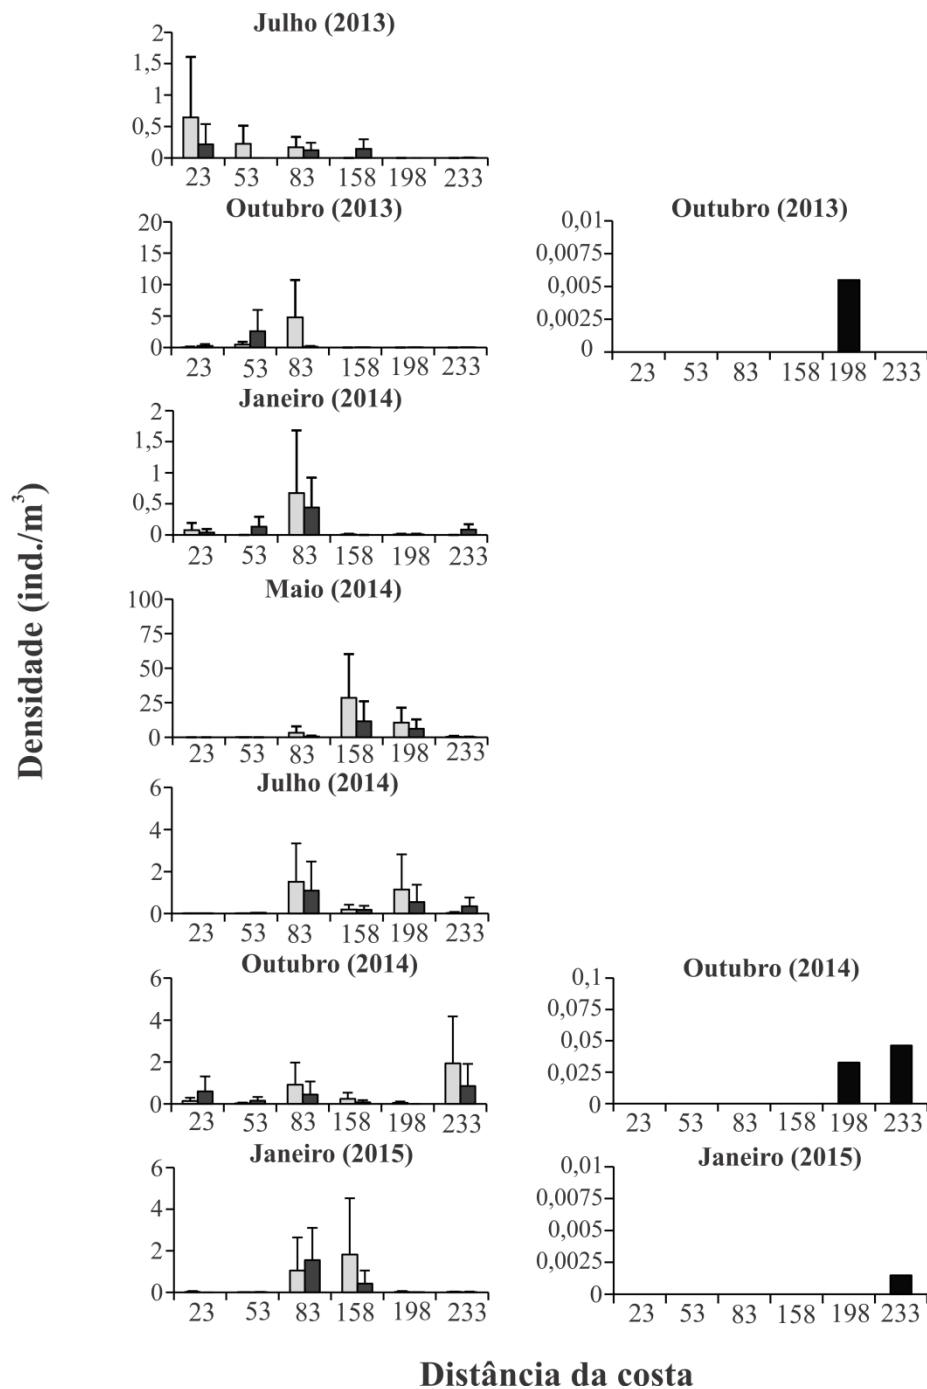 Julho (2013)
2
1,5
1
0,5
0
23 53 83 158 198 233
Outubro (2013)
20
15
10
5
0
23 53 83 158 198 233
Outubro (2013)
0,01
0,0075
0,005
0,0025
0
23 53 83 158 198 233
Janeiro (2014)
2
1,5
1
0,5
0
23 53 83 158 198 233
Maio (2014)
100
75
50
25
0
23 53 83 158 198 233
Julho (2014)
6
4
2
0
23 53 83 158 198 233
Outubro (2014)
6
4
2
0
23 53 83 158 198 233
Outubro (2014)
0,1
0,075
0,05
0,025
0
23 53 83 158 198 233
Janeiro (2015)
6
4
2
0
23 53 83 158 198 233
Janeiro (2015)
0,01
0,0075
0,005
0,0025
0
23 53 83 158 198 233
Densidade (ind./m³)
Distância da costa